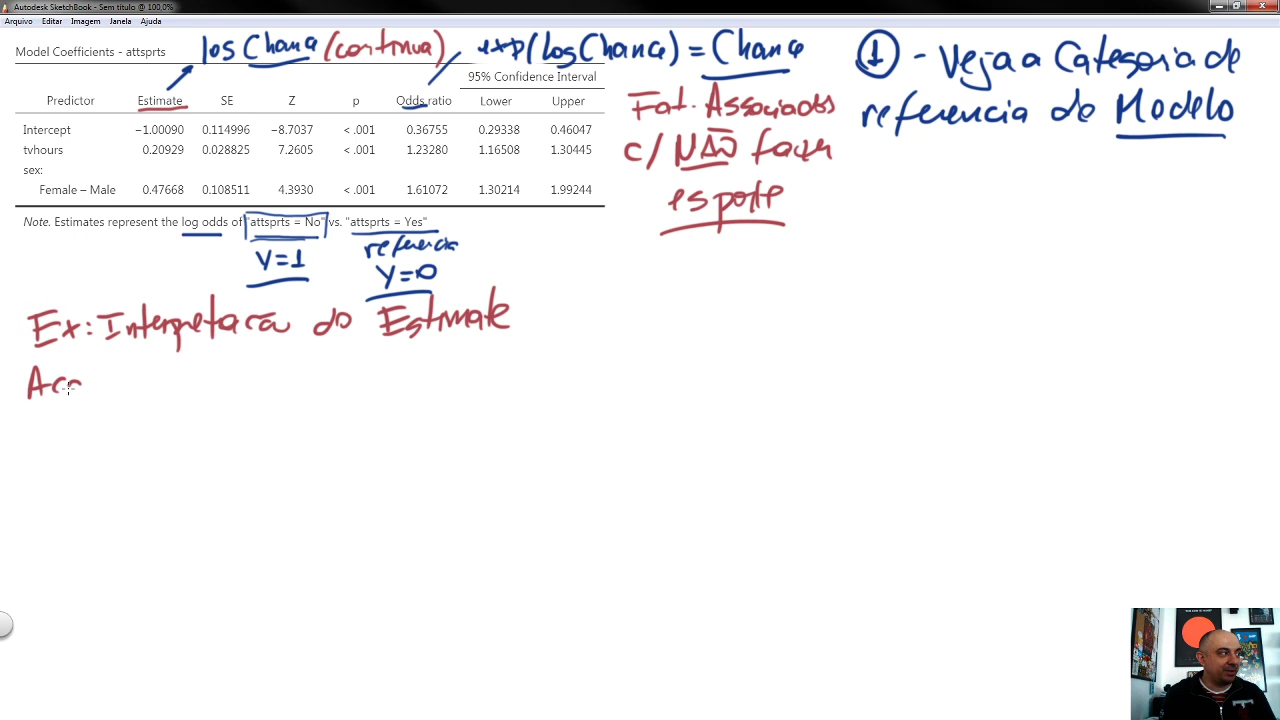 Autodesk SketchBook - Sem título @ 100,0%
Arquivo Editar Imagem Janela Ajuda
Model Coefficients - attsprts
log Chance (continua)
exp(log Chance) = Chance
95% Confidence Interval
Predictor Estimate SE Z p Odds ratio Lower Upper
Intercept −1.00090 0.114996 −8.7037 < .001 0.36755 0.29338 0.46047
tvhours 0.20929 0.028825 7.2605 < .001 1.23280 1.16508 1.30445
sex:
Female – Male 0.47668 0.108511 4.3930 < .001 1.61072 1.30214 1.99244
Note. Estimates represent the log odds of "attsprts = No" vs. "attsprts = Yes"
Y=1
referencia
Y=0
Fat. Associados
c/ NÃO fazer
esporte
1 - Veja a Categoria de
referencia do Modelo
Ex: Interpetacã do Estimate
Aco